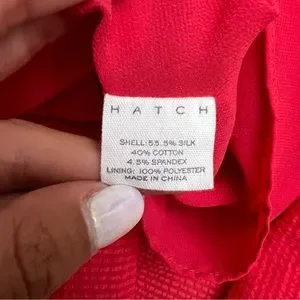 HATCH
SHELL: 55.5% SILK
40% COTTON
4.5% SPANDEX
LINING: 100% POLYESTER
MADE IN CHINA